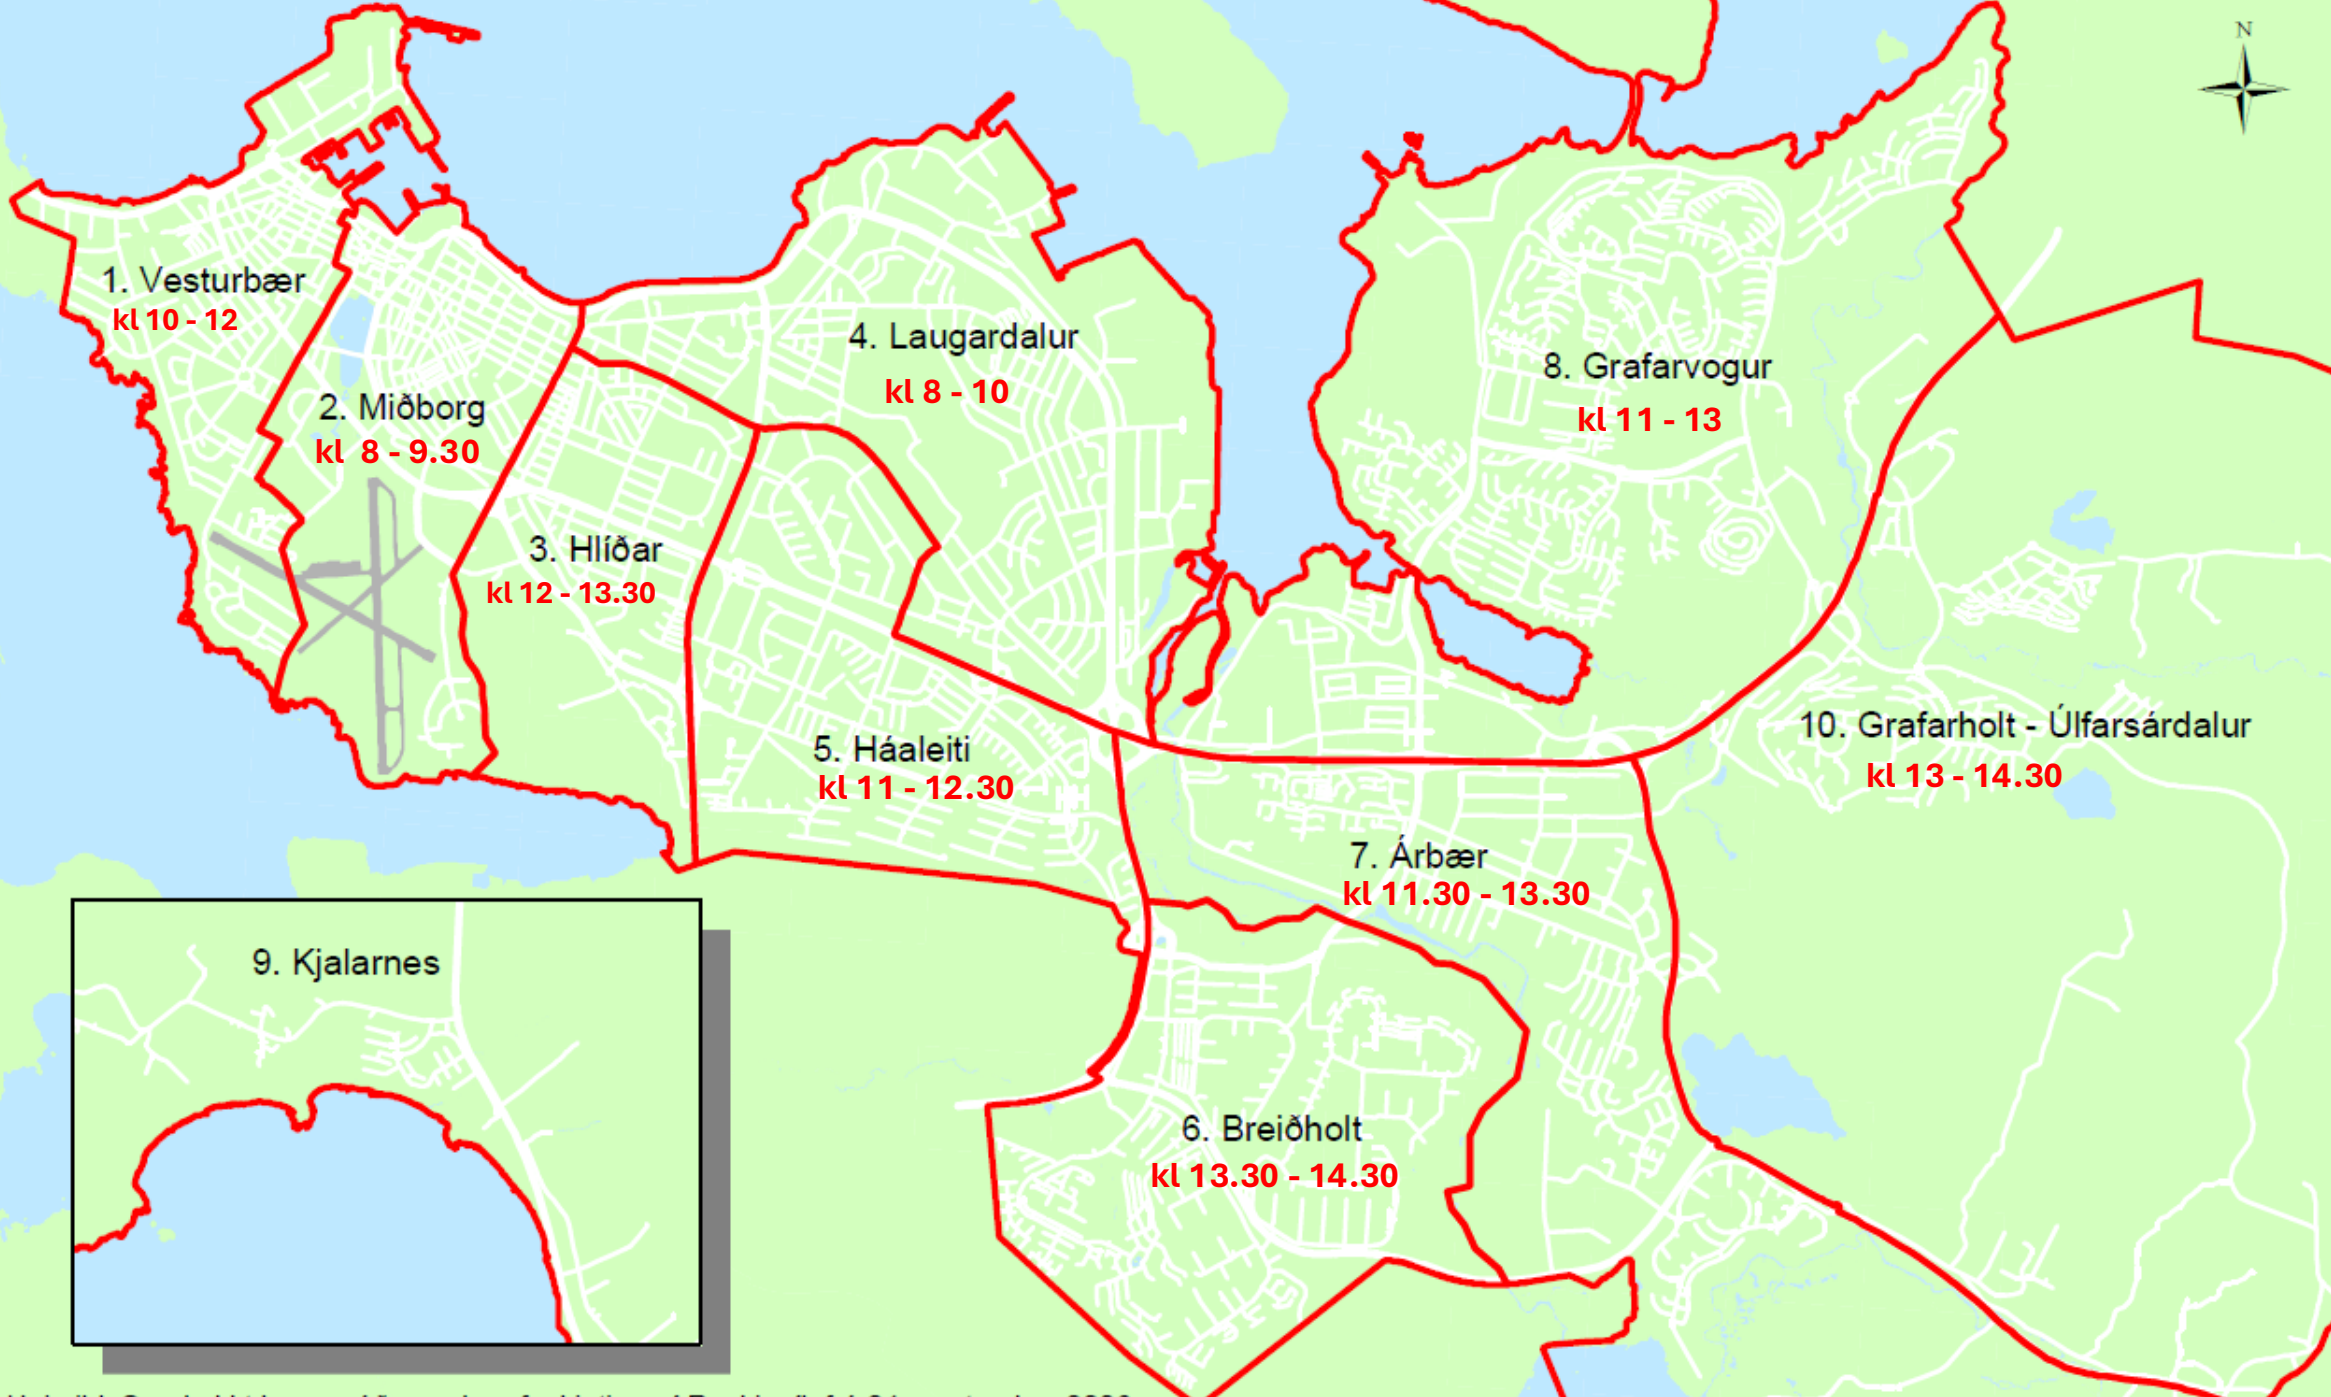 N
1. Vesturbær
kl 10 - 12
2. Miðborg
kl 8 - 9.30
3. Hlíðar
kl 12 - 13.30
4. Laugardalur
kl 8 - 10
5. Háaleiti
kl 11 - 12.30
6. Breiðholt
kl 13.30 - 14.30
7. Árbær
kl 11.30 - 13.30
8. Grafarvogur
kl 11 - 13
9. Kjalarnes
10. Grafarholt - Úlfarsárdalur
kl 13 - 14.30